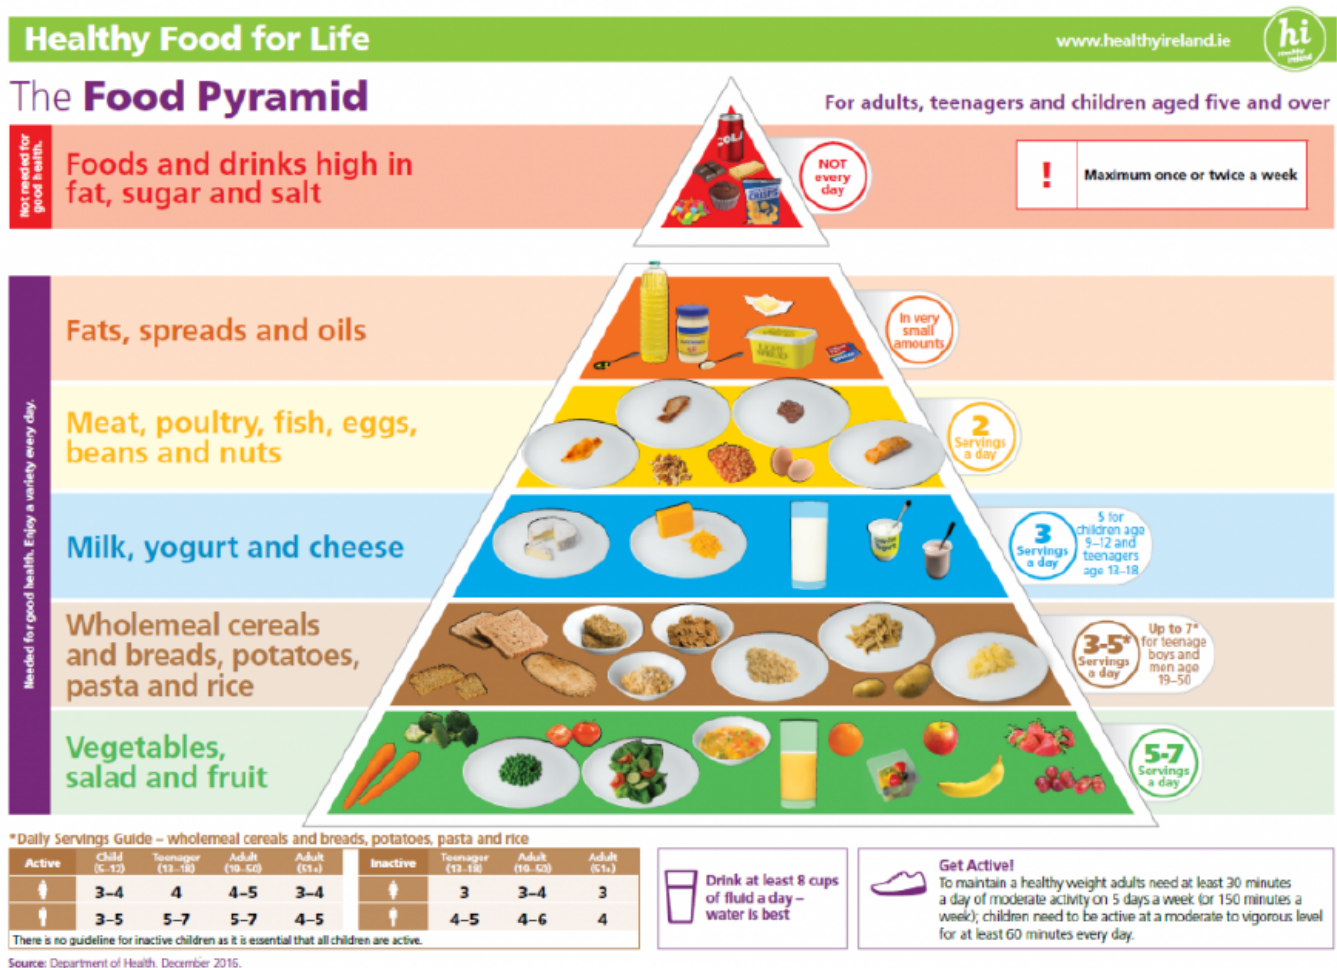 Healthy Food for Life
www.healthyireland.ie
hi
Healthy
Ireland
The Food Pyramid
For adults, teenagers and children aged five and over
Not needed for
good health.
Foods and drinks high in
fat, sugar and salt
COLA
CRISPS
NOT
every
day
!
Maximum once or twice a week
Needed for good health. Enjoy a variety every day.
Fats, spreads and oils
LIGHT
SPREAD
In very
small
amounts
Meat, poultry, fish, eggs,
beans and nuts
2
Servings
a day
Milk, yogurt and cheese
Yogurt
3
Servings
a day
5 for
children age
9–12 and
teenagers
age 13–18
Wholemeal cereals
and breads, potatoes,
pasta and rice
3-5*
Servings
a day
Up to 7*
for teenage
boys and
men age
19–50
Vegetables,
salad and fruit
5-7
Servings
a day
*Daily Servings Guide – wholemeal cereals and breads, potatoes, pasta and rice
Active Child (5–12) Teenager (13–18) Adult (19–50) Adult (51+) Inactive Teenager (13–18) Adult (19–50) Adult (51+)
3–4 4 4–5 3–4 3 3–4 3
3–5 5–7 5–7 4–5 4–5 4–6 4
There is no guideline for inactive children as it is essential that all children are active.
Drink at least 8 cups
of fluid a day –
water is best
Get Active!
To maintain a healthy weight adults need at least 30 minutes
a day of moderate activity on 5 days a week (or 150 minutes a
week); children need to be active at a moderate to vigorous level
for at least 60 minutes every day.
Source: Department of Health. December 2016.